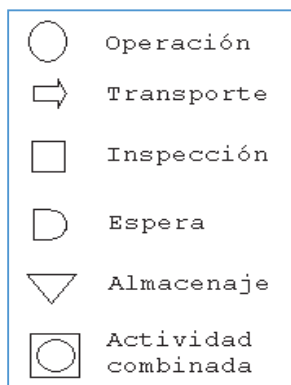 Operación
Transporte
Inspección
Espera
Almacenaje
Actividad
combinada